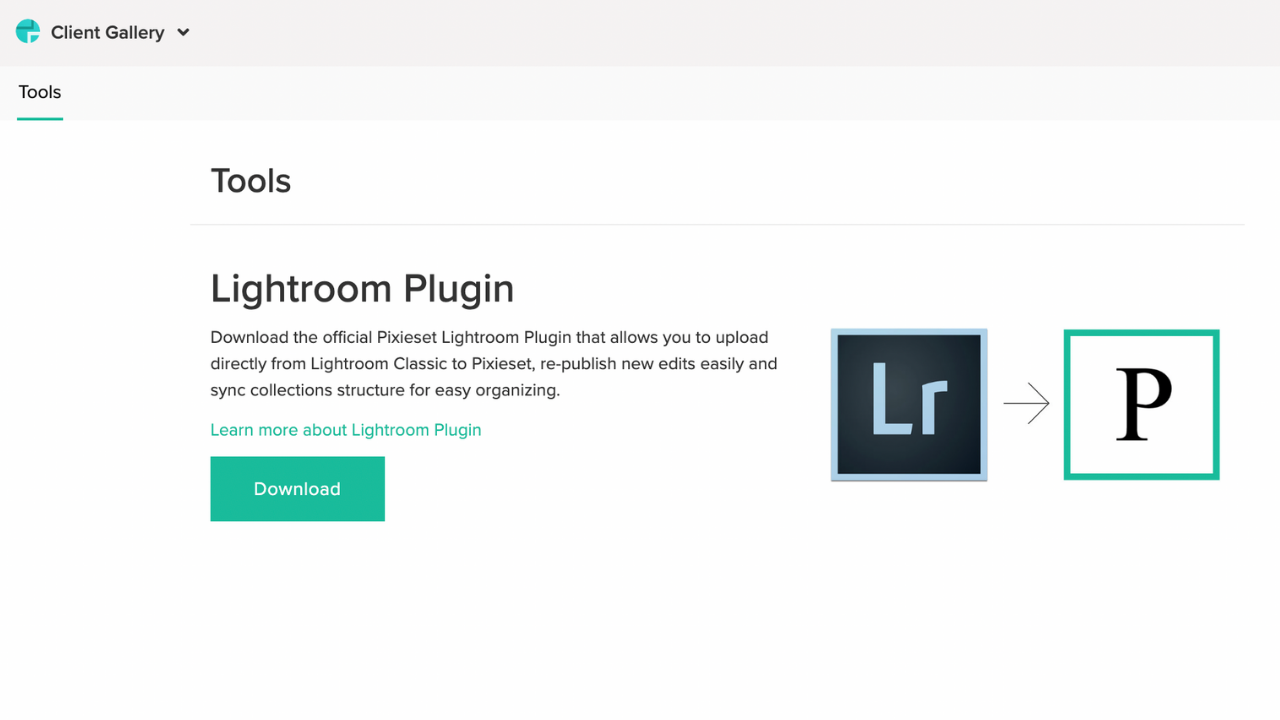 Client Gallery
Tools
Tools
Lightroom Plugin
Download the official Pixieset Lightroom Plugin that allows you to upload
directly from Lightroom Classic to Pixieset, re-publish new edits easily and
sync collections structure for easy organizing.
Learn more about Lightroom Plugin
Download
Lr
P